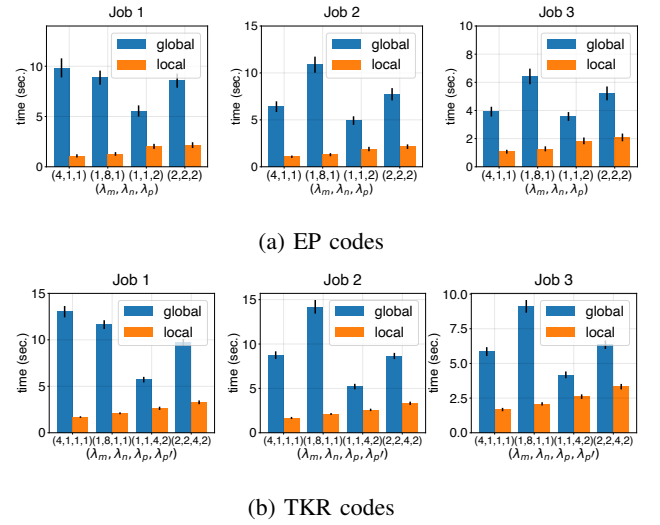 Job 1
Job 2
Job 3
time (sec.)
10
5
0
global
local
(4,1,1)
(1,8,1)
(1,1,2)
(2,2,2)
(λm, λn, λp)
time (sec.)
15
10
5
0
global
local
(4,1,1)
(1,8,1)
(1,1,2)
(2,2,2)
(λm, λn, λp)
time (sec.)
8
6
4
2
0
global
local
(4,1,1)
(1,8,1)
(1,1,2)
(2,2,2)
(λm, λn, λp)
(a) EP codes
Job 1
Job 2
Job 3
time (sec.)
15
10
5
0
global
local
(4,1,1,1)
(1,8,1,1)
(1,1,4,2)
(2,2,4,2)
(λm, λn, λp, λp′)
time (sec.)
15
10
5
0
global
local
(4,1,1,1)
(1,8,1,1)
(1,1,4,2)
(2,2,4,2)
(λm, λn, λp, λp′)
time (sec.)
10.0
7.5
5.0
2.5
0.0
global
local
(4,1,1,1)
(1,8,1,1)
(1,1,4,2)
(2,2,4,2)
(λm, λn, λp, λp′)
(b) TKR codes